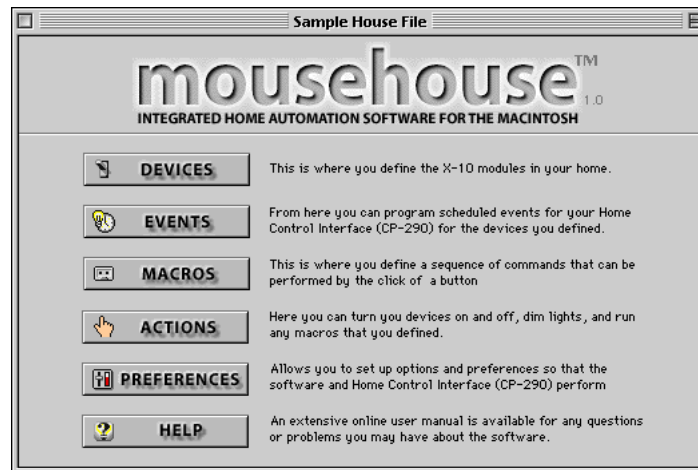 Sample House File
mousehouse™
1.0
INTEGRATED HOME AUTOMATION SOFTWARE FOR THE MACINTOSH
DEVICES
This is where you define the X-10 modules in your home.
EVENTS
From here you can program scheduled events for your Home
Control Interface (CP-290) for the devices you defined.
MACROS
This is where you define a sequence of commands that can be
performed by the click of a button
ACTIONS
Here you can turn you devices on and off, dim lights, and run
any macros that you defined.
PREFERENCES
Allows you to set up options and preferences so that the
software and Home Control Interface (CP-290) perform
HELP
An extensive online user manual is available for any questions
or problems you may have about the software.